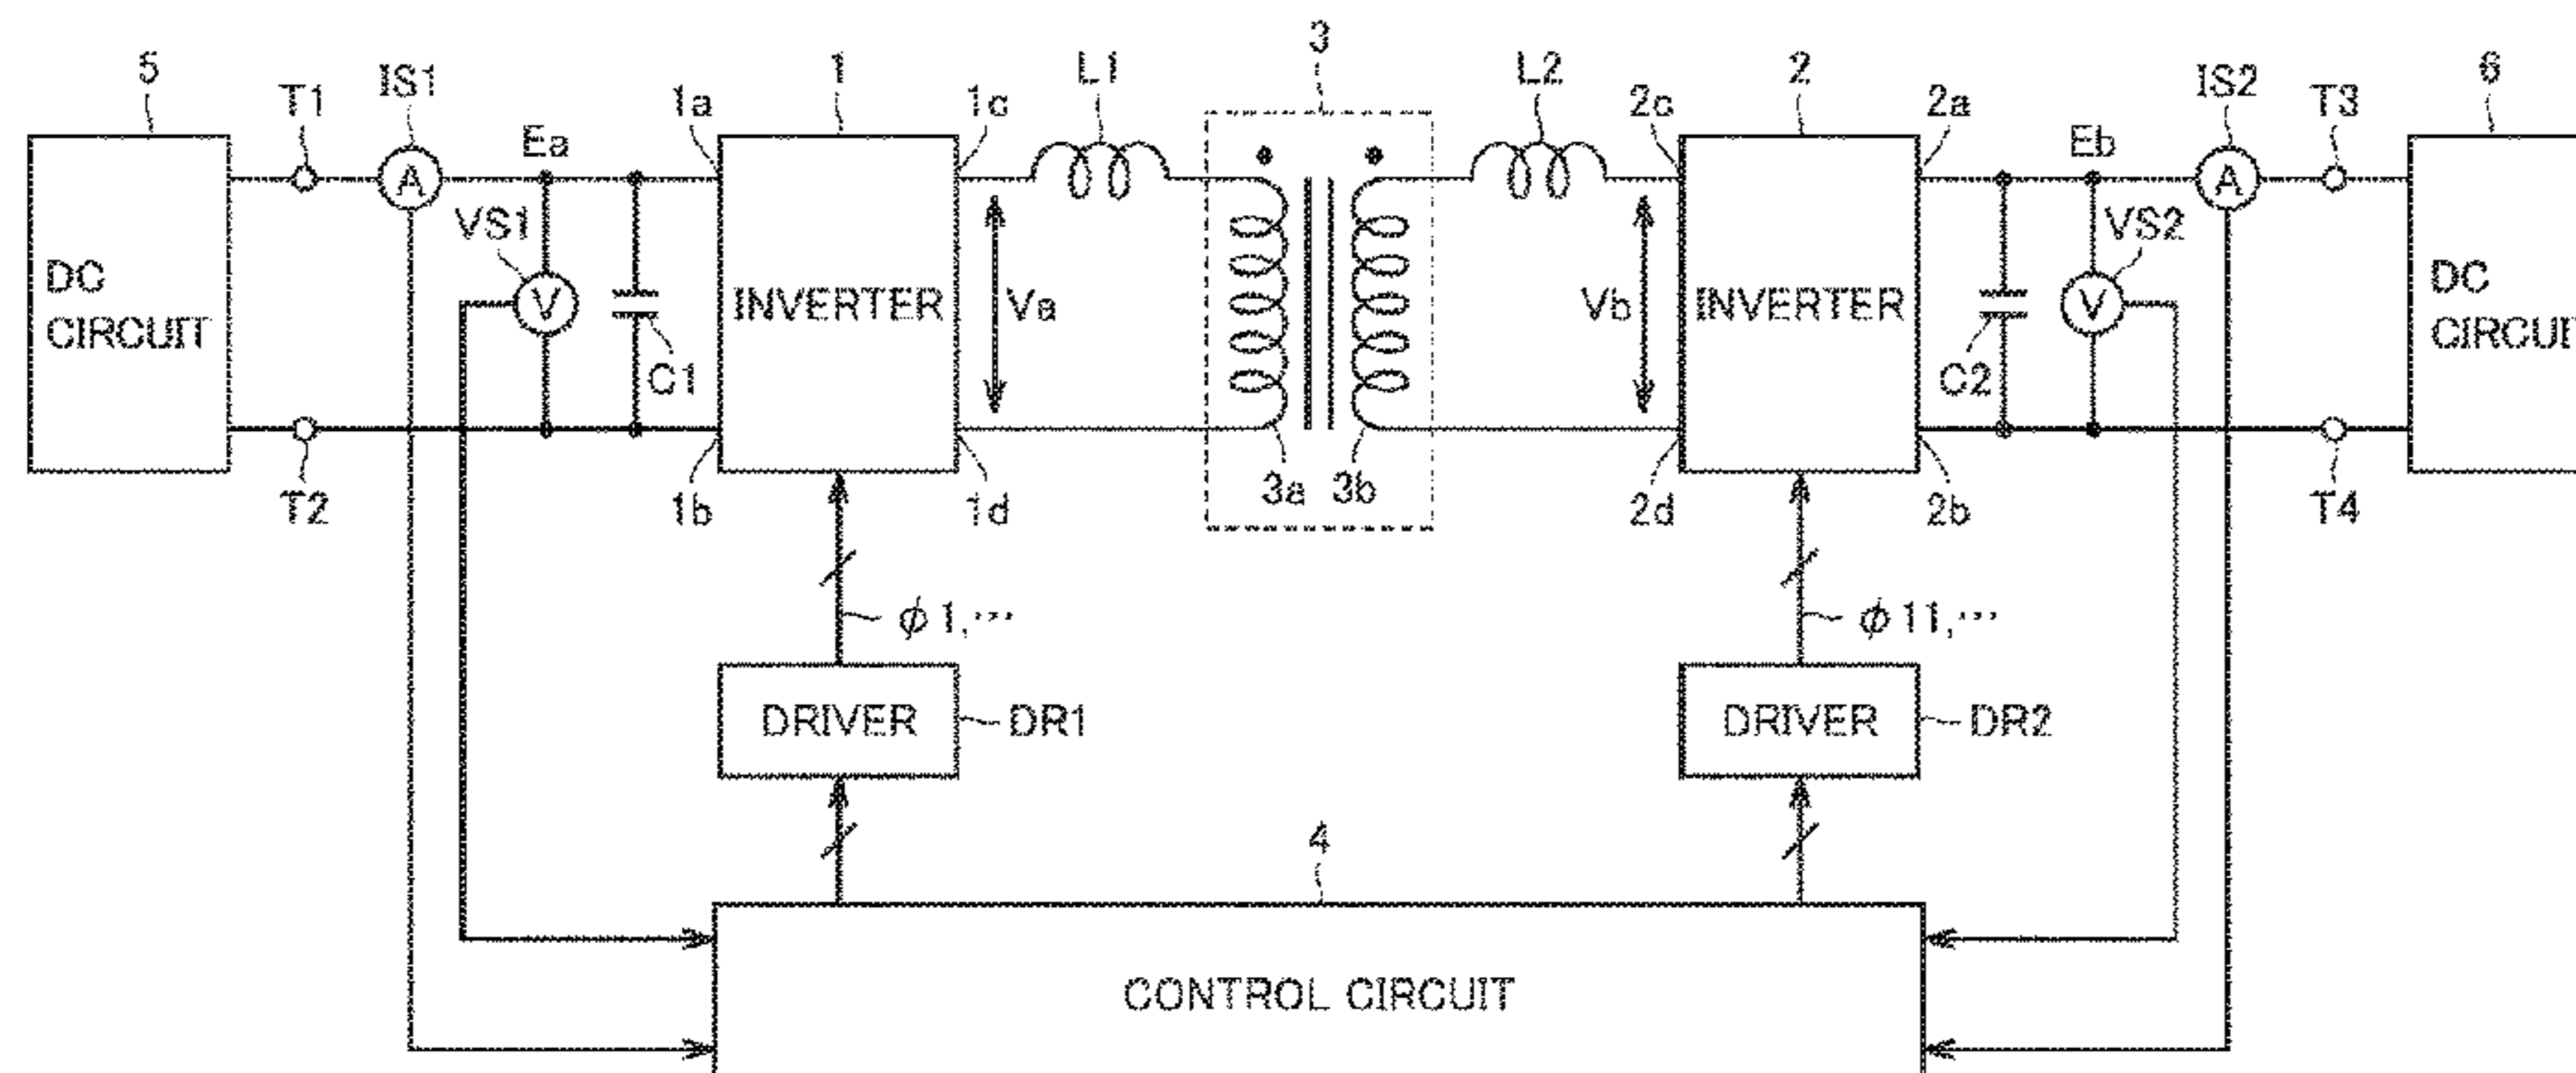 5
T1
IS1
A
Ea
VS1
V
C1
DC
CIRCUIT
T2
1a
1
1c
INVERTER
1b
1d
L1
Va
3
3a 3b
L2
Vb
2c
2
2a
INVERTER
2d
2b
Eb
IS2
A
T3
VS2
V
C2
6
DC
T4
ϕ1,…
ϕ11,…
DRIVER
DR1
DRIVER
DR2
4
CONTROL CIRCUIT